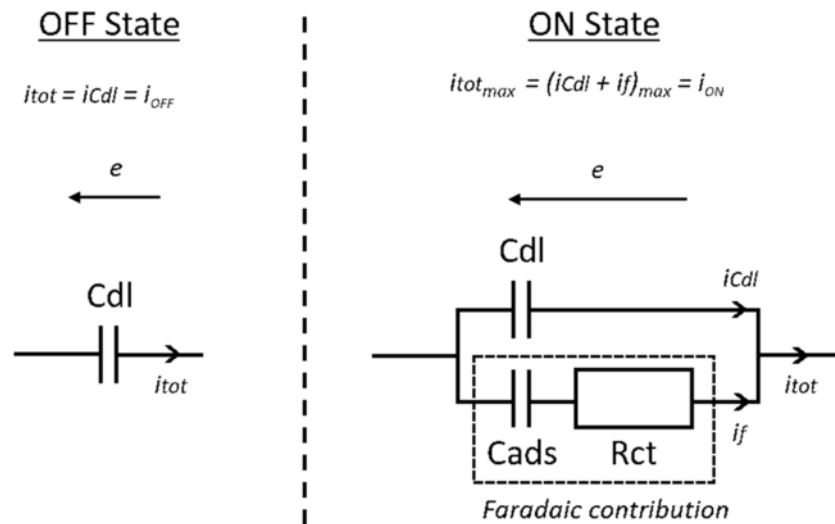 OFF State
itot = iCdl = iOFF
e
Cdl
itot
ON State
itotmax = (iCdl + if)max = iON
e
Cdl
iCdl
itot
if
Cads
Rct
Faradaic contribution